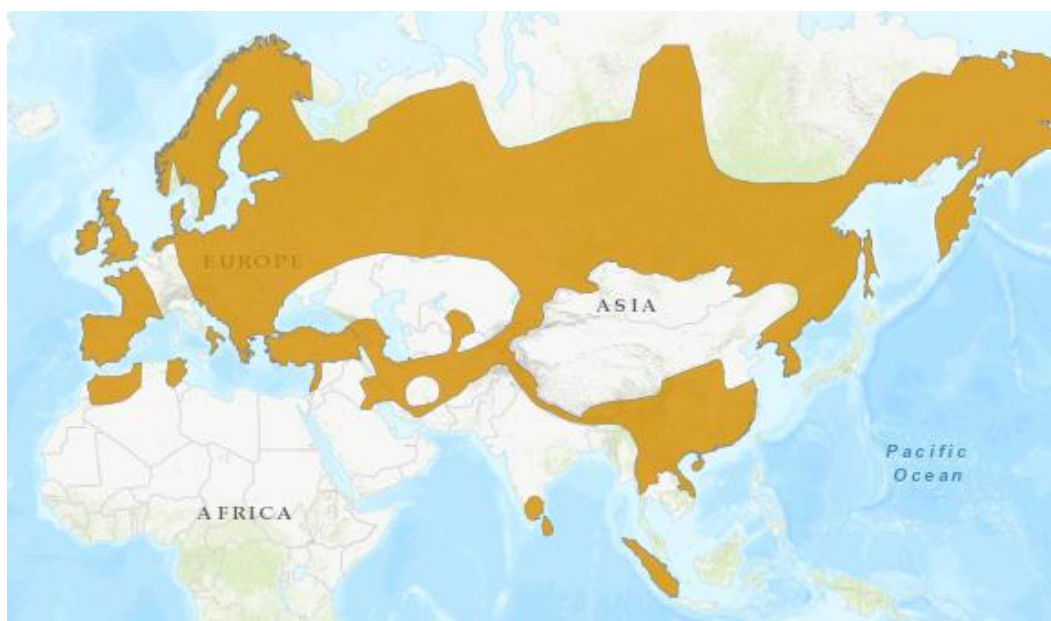 EUROPE
ASIA
Pacific
Ocean
AFRICA